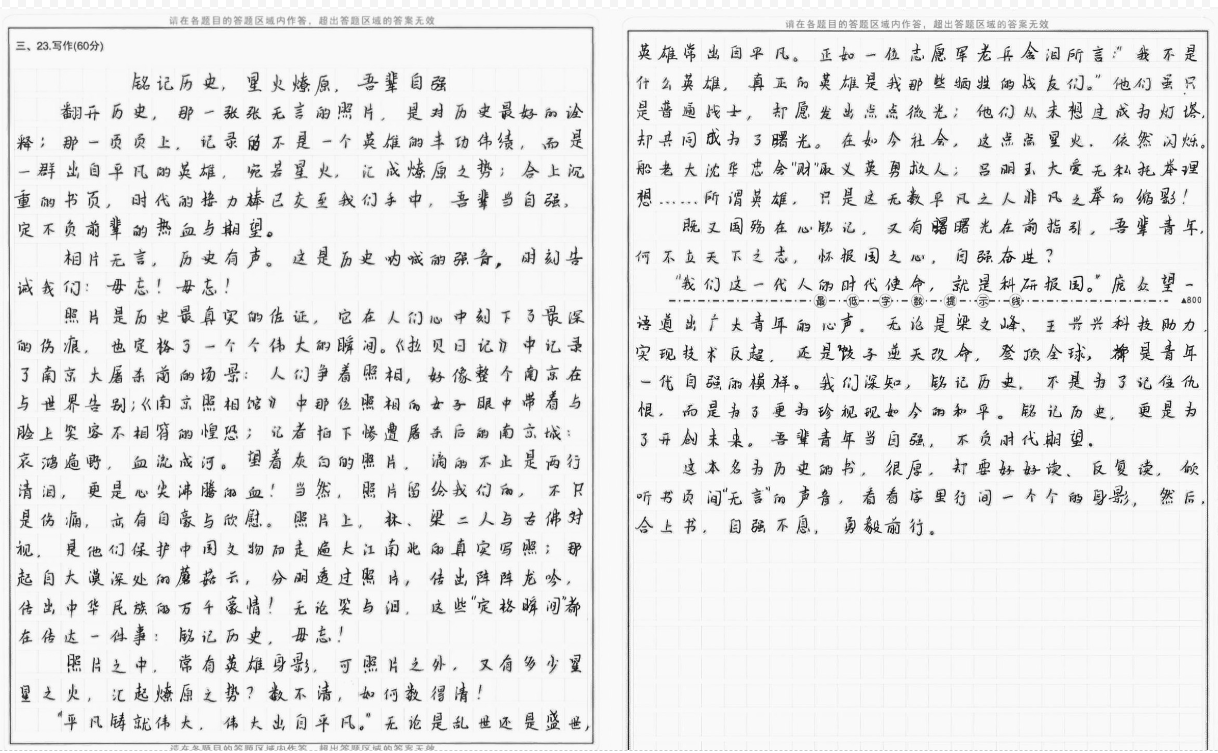 请在各题目的答题区域内作答，超出答题区域的答案无效
三、23.写作(60分)
铭记历史，星火燎原，吾辈自强
翻开历史，那一张张无言的照片，是对历史最好的诠
释；那一页页上，记录的不是一个英雄的丰功伟绩，而是
一群出自平凡的英雄，宛若星火，汇成燎原之势；合上沉
重的书页，时代的接力棒已交至我们手中，吾辈当自强，
定不负前辈的热血与期望。
相片无言，历史有声。这是历史呐喊的强音，时刻告
诫我们：毋忘！毋忘！
照片是历史最真实的佐证，它在人们心中刻下了最深
的伤痕，也定格了一个个伟大的瞬间。《拉贝日记》中记录
了南京大屠杀前的场景：人们争着照相，好像整个南京在
与世界告别；《南京照相馆》中那位照相的女子眼中带着与
脸上笑容不相符的惶恐；记者拍下惨遭屠杀后的南京城：
哀鸿遍野，血流成河。望着灰白的照片，滴的不止是两行
清泪，更是心尖沸腾的血！当然，照片留给我们的，不只
是伤痛，亦有自豪与欣慰。照片上，林、梁二人与古佛对
视，是他们保护中国文物而走遍大江南北的真实写照；那
起自大漠深处的蘑菇云，分明透过照片，传出阵阵龙吟，
传出中华民族的万千豪情！无论笑与泪，这些“定格瞬间”都
在传达一件事：铭记历史，毋忘！
照片之中，常有英雄身影，可照片之外，又有多少星
星之火，汇起燎原之势？数不清，如何数得清！
“平凡铸就伟大，伟大出自平凡。”无论是乱世还是盛世，
请在各题目的答题区域内作答，超出答题区域的答案无效
请在各题目的答题区域内作答，超出答题区域的答案无效
英雄常出自平凡。正如一位志愿军老兵含泪所言：“我不是
什么英雄，真正的英雄是我那些牺牲的战友们。”他们虽只
是普通战士，却愿发出点点微光；他们从未想过成为灯塔，
却共同成为了曙光。在如今社会，这点点星火，依然闪烁。
船老大沈华忠舍“财”取义英勇救人；吕明玉大爱无私托举理
想……所谓英雄，只是这无数平凡之人非凡之举的缩影！
既又国殇在心铭记，又有曙曙光在前指引，吾辈青年，
何不立天下之志，怀报国之心，自强奋进？
“我们这一代人的时代使命，就是科研报国。”庞众望一
最低字数提示线 ▲800
语道出广大青年的心声。无论是梁文峰、王兴兴科技助力，
实现技术反超，还是骰子逆天改命，登顶全球，都是青年
一代自强的模样。我们深知，铭记历史，不是为了记住仇
恨，而是为了更为珍视现如今的和平。铭记历史，更是为
了开创未来。吾辈青年当自强，不负时代期望。
这本名为历史的书，很厚，却要好好读、反复读，倾
听书页间“无言”的声音，看看字里行间一个个的身影，然后，
合上书，自强不息，勇毅前行。